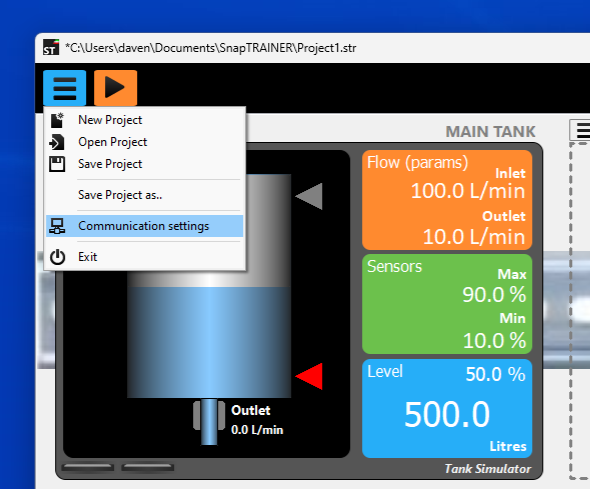 ST *C:\Users\daven\Documents\SnapTRAINER\Project1.str
New Project
Open Project
Save Project
Save Project as..
Communication settings
Exit
MAIN TANK
Flow (params)
Inlet
100.0 L/min
Outlet
10.0 L/min
Sensors
Max
90.0 %
Min
10.0 %
Level 50.0 %
500.0
Litres
Outlet
0.0 L/min
Tank Simulator